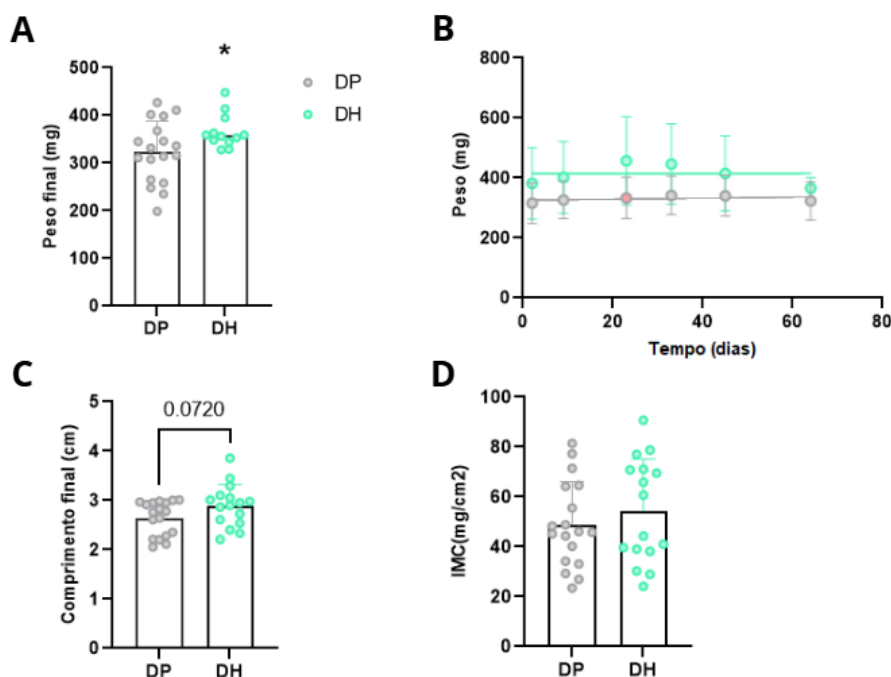 A
*
500
400
300
200
100
0
Peso final (mg)
DP
DH
DP
DH
B
800
600
400
200
0
Peso (mg)
0
20
40
60
80
Tempo (dias)
C
0.0720
5
4
3
2
1
0
Comprimento final (cm)
DP
DH
D
100
80
60
40
20
0
IMC(mg/cm2)
DP
DH